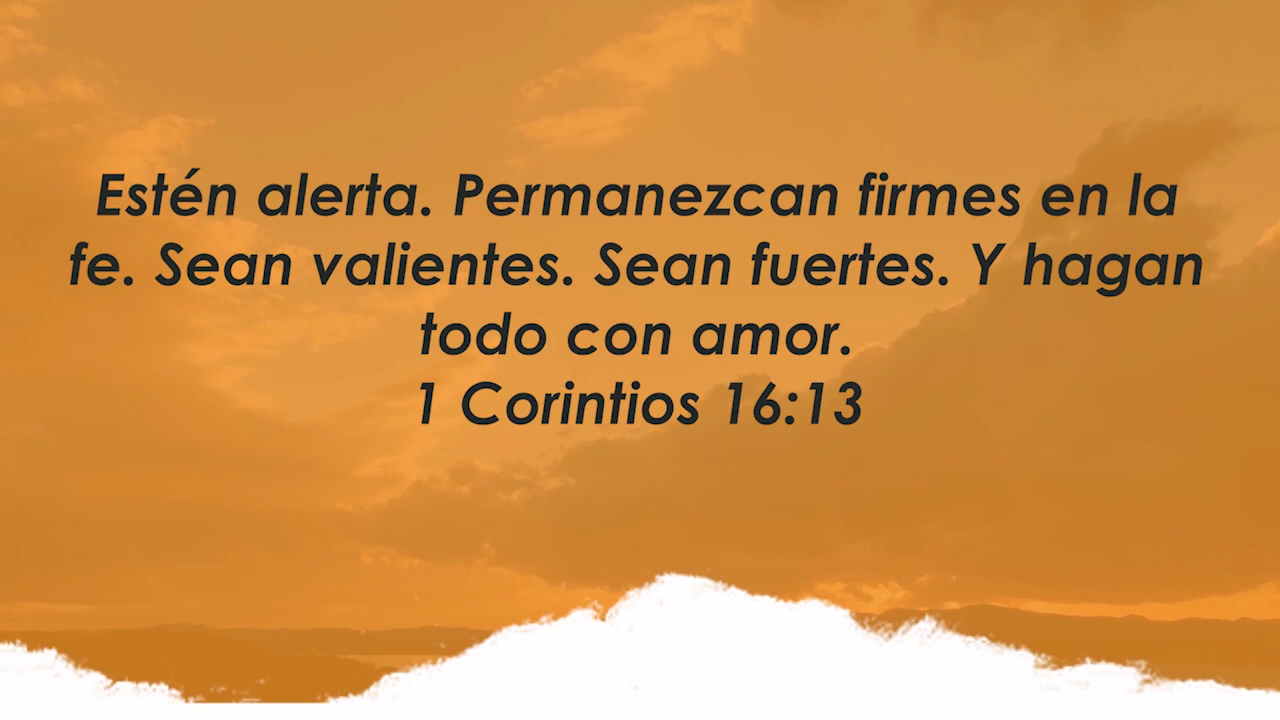 Estén alerta. Permanezcan firmes en la
fe. Sean valientes. Sean fuertes. Y hagan
todo con amor.
1 Corintios 16:13